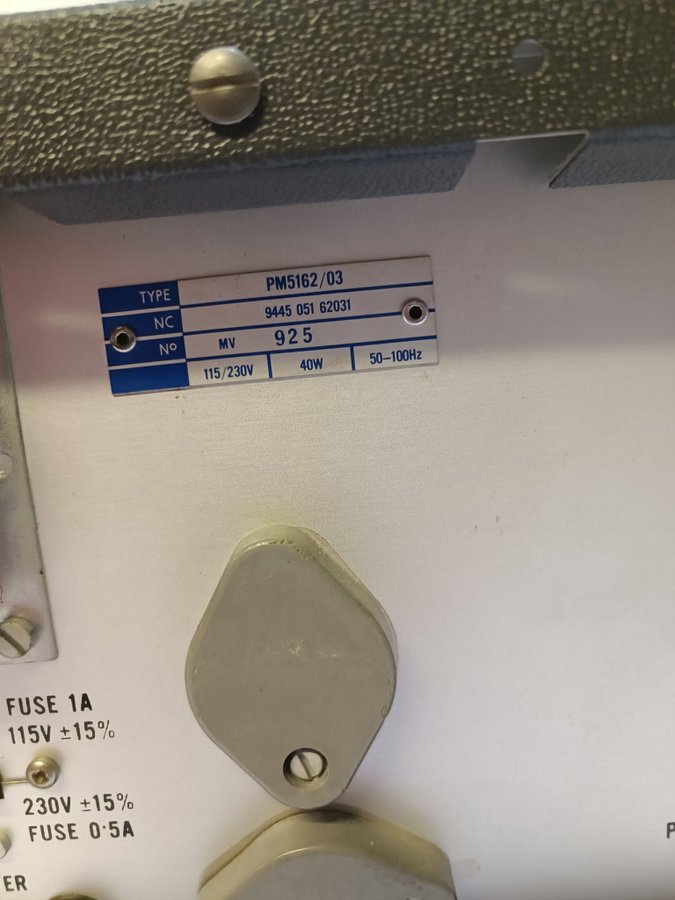 TYPE PM5162/03
NC 9445 051 62031
Nº MV 925
115/230V 40W 50-100Hz
FUSE 1A
115V ±15%
230V ±15%
FUSE 0·5A